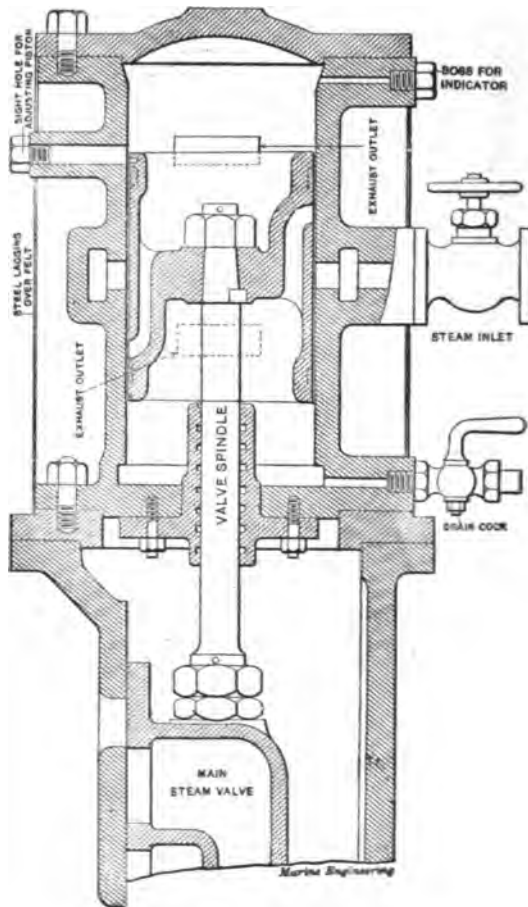 SIGHT HOLE FOR
ADJUSTING PISTON
BOSS FOR
INDICATOR
EXHAUST OUTLET
STEEL LAGGING
OVER FELT
STEAM INLET
EXHAUST OUTLET
VALVE SPINDLE
DRAIN COCK
MAIN
STEAM VALVE
Marine Engineering